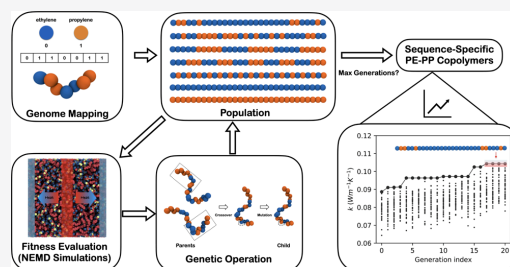 ethylene propylene
0 1
0 1 1 0 0 1 1
Genome Mapping
Population
Max Generations?
Sequence-Specific
PE-PP Copolymers
Fitness Evaluation
(NEMD Simulations)
Crossover
Mutation
Parents
Child
Genetic Operation
k (Wm⁻¹K⁻¹)
0.12
0.11
0.10
0.09
0.08
0.07
0.06
0 5 10 15 20
Generation index